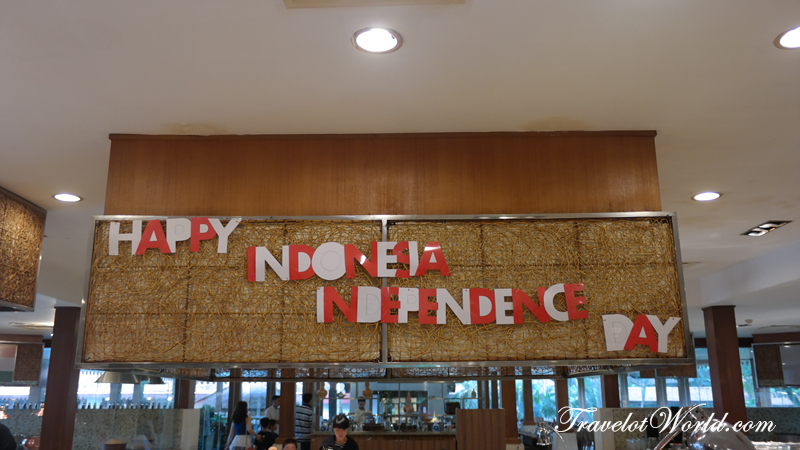 HAPPY
INDONESIA
INDEPENDENCE
DAY
TravelotWorld.com